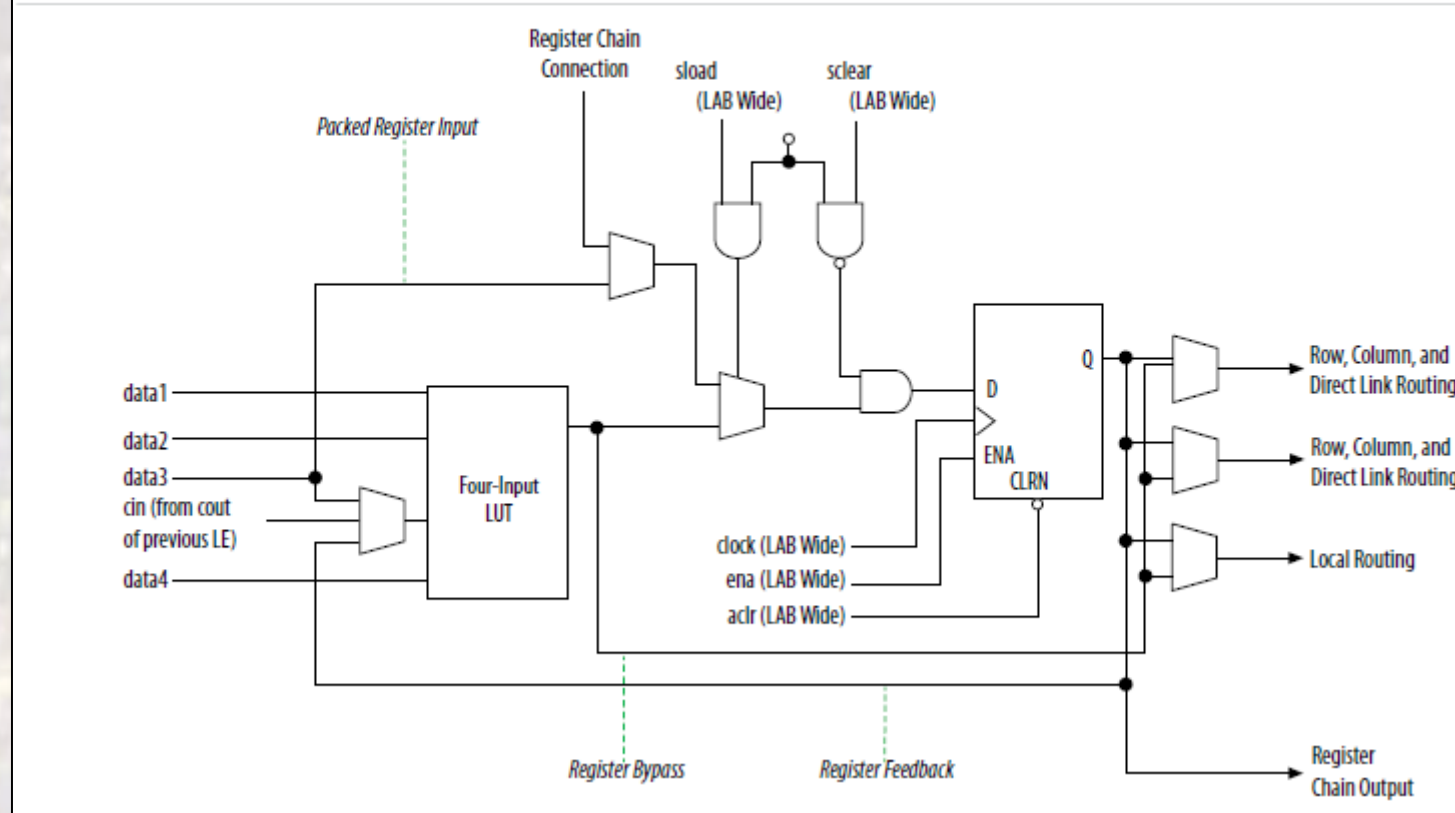 Register Chain
Connection
sload
(LAB Wide)
sclear
(LAB Wide)
Packed Register Input
data1
data2
data3
cin (from cout
of previous LE)
data4
Four-Input
LUT
D
Q
ENA
CLRN
clock (LAB Wide)
ena (LAB Wide)
aclr (LAB Wide)
Row, Column, and
Direct Link Routing
Row, Column, and
Direct Link Routing
Local Routing
Register Bypass
Register Feedback
Register
Chain Output